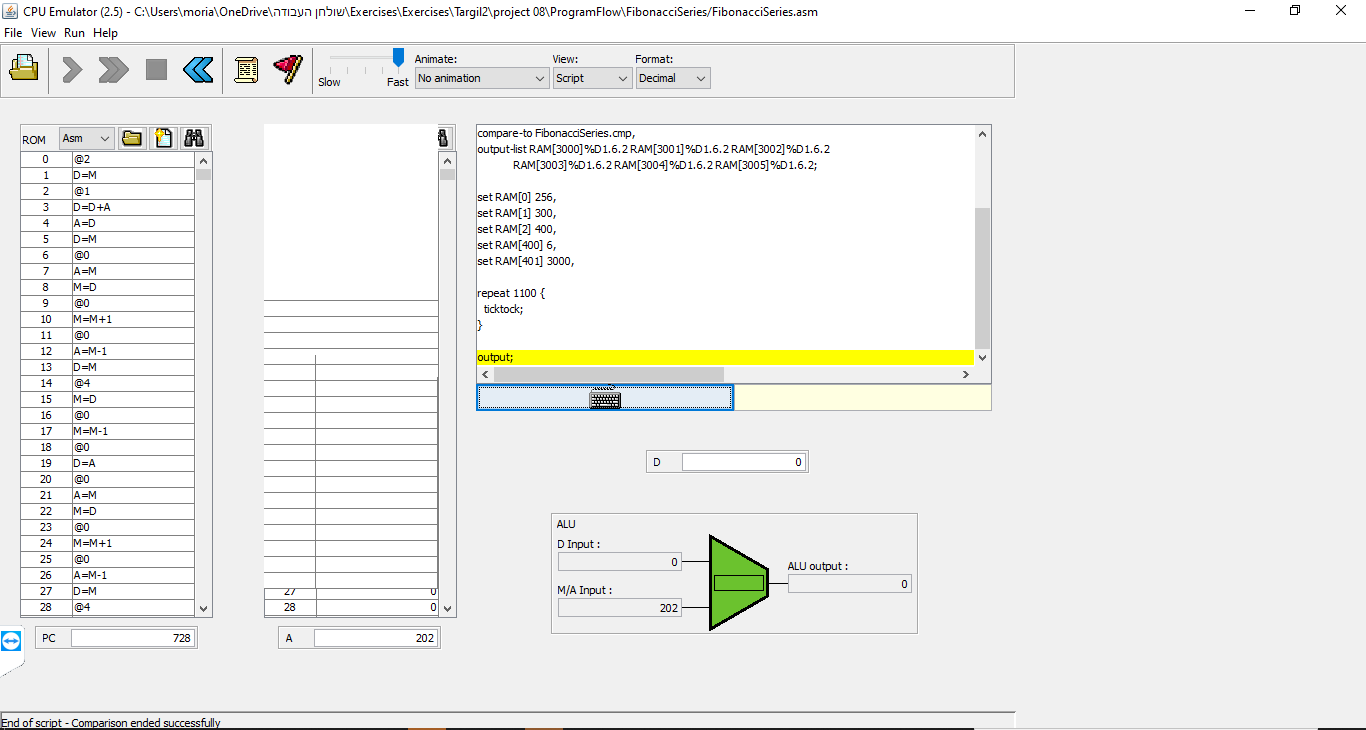 CPU Emulator (2.5) - C:\Users\moria\OneDrive\שולחן העבודה\Exercises\Exercises\Targil2\project 08\ProgramFlow\FibonacciSeries/FibonacciSeries.asm
File View Run Help
Slow Fast
Animate:
No animation
View:
Script
Format:
Decimal
ROM Asm
0 @2
1 D=M
2 @1
3 D=D+A
4 A=D
5 D=M
6 @0
7 A=M
8 M=D
9 @0
10 M=M+1
11 @0
12 A=M-1
13 D=M
14 @4
15 M=D
16 @0
17 M=M-1
18 @0
19 D=A
20 @0
21 A=M
22 M=D
23 @0
24 M=M+1
25 @0
26 A=M-1
27 D=M
28 @4
PC 728
27 0
28 0
A 202
compare-to FibonacciSeries.cmp,
output-list RAM[3000]%D1.6.2 RAM[3001]%D1.6.2 RAM[3002]%D1.6.2
RAM[3003]%D1.6.2 RAM[3004]%D1.6.2 RAM[3005]%D1.6.2;
set RAM[0] 256,
set RAM[1] 300,
set RAM[2] 400,
set RAM[400] 6,
set RAM[401] 3000,
repeat 1100 {
ticktock;
}
output;
D 0
ALU
D Input :
0
M/A Input :
202
ALU output :
0
End of script - Comparison ended successfully